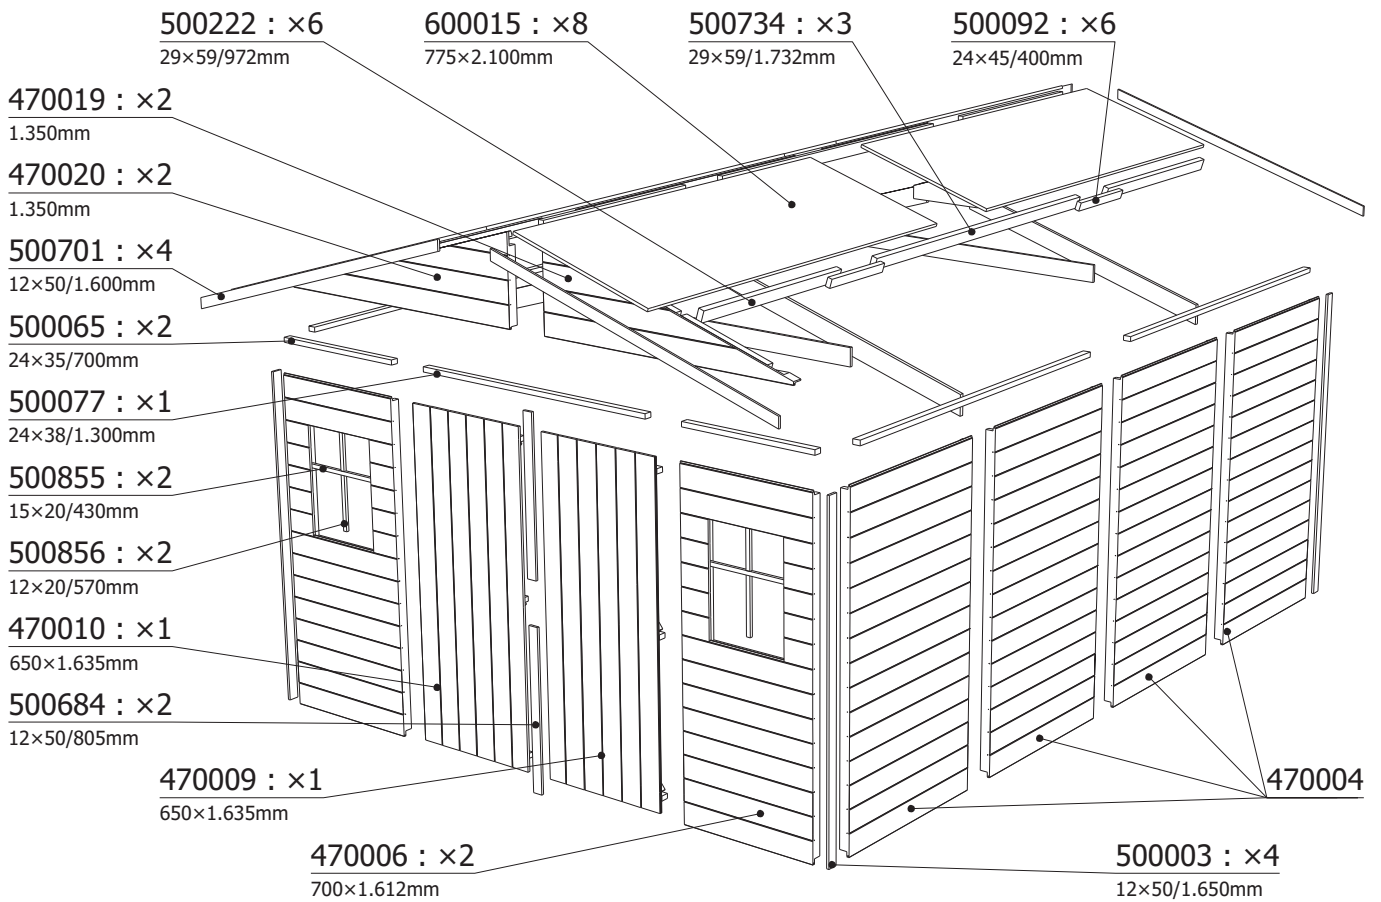 500222 : ×6
29×59/972mm
600015 : ×8
775×2.100mm
500734 : ×3
29×59/1.732mm
500092 : ×6
24×45/400mm
470019 : ×2
1.350mm
470020 : ×2
1.350mm
500701 : ×4
12×50/1.600mm
500065 : ×2
24×35/700mm
500077 : ×1
24×38/1.300mm
500855 : ×2
15×20/430mm
500856 : ×2
12×20/570mm
470010 : ×1
650×1.635mm
500684 : ×2
12×50/805mm
470009 : ×1
650×1.635mm
470006 : ×2
700×1.612mm
470004
500003 : ×4
12×50/1.650mm